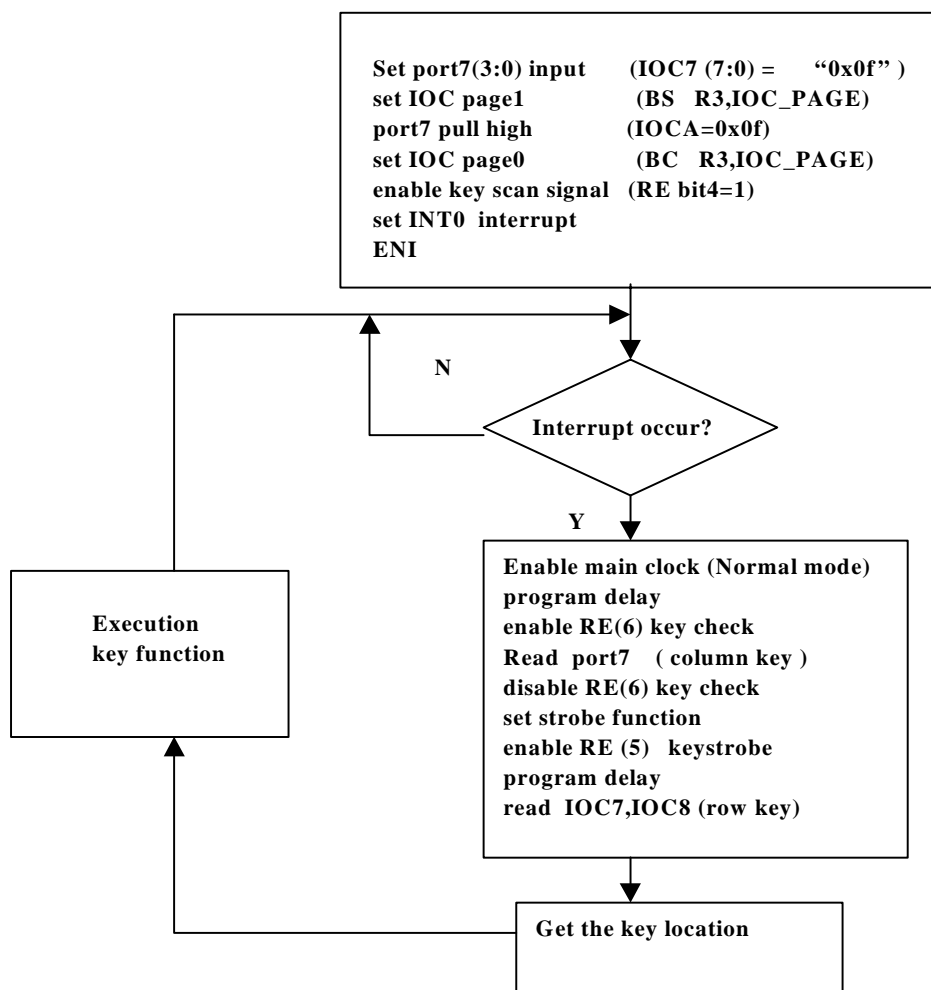 Set port7(3:0) input (IOC7 (7:0) = “0x0f” )
set IOC page1 (BS R3,IOC_PAGE)
port7 pull high (IOCA=0x0f)
set IOC page0 (BC R3,IOC_PAGE)
enable key scan signal (RE bit4=1)
set INT0 interrupt
ENI
N
Interrupt occur?
Y
Enable main clock (Normal mode)
program delay
enable RE(6) key check
Read port7 ( column key )
disable RE(6) key check
set strobe function
enable RE (5) keystrobe
program delay
read IOC7,IOC8 (row key)
Get the key location
Execution
key function